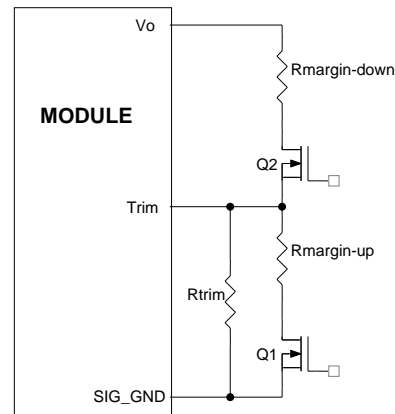 Vo
Rmargin-down
MODULE
Q2
Trim
Rmargin-up
Rtrim
Q1
SIG_GND